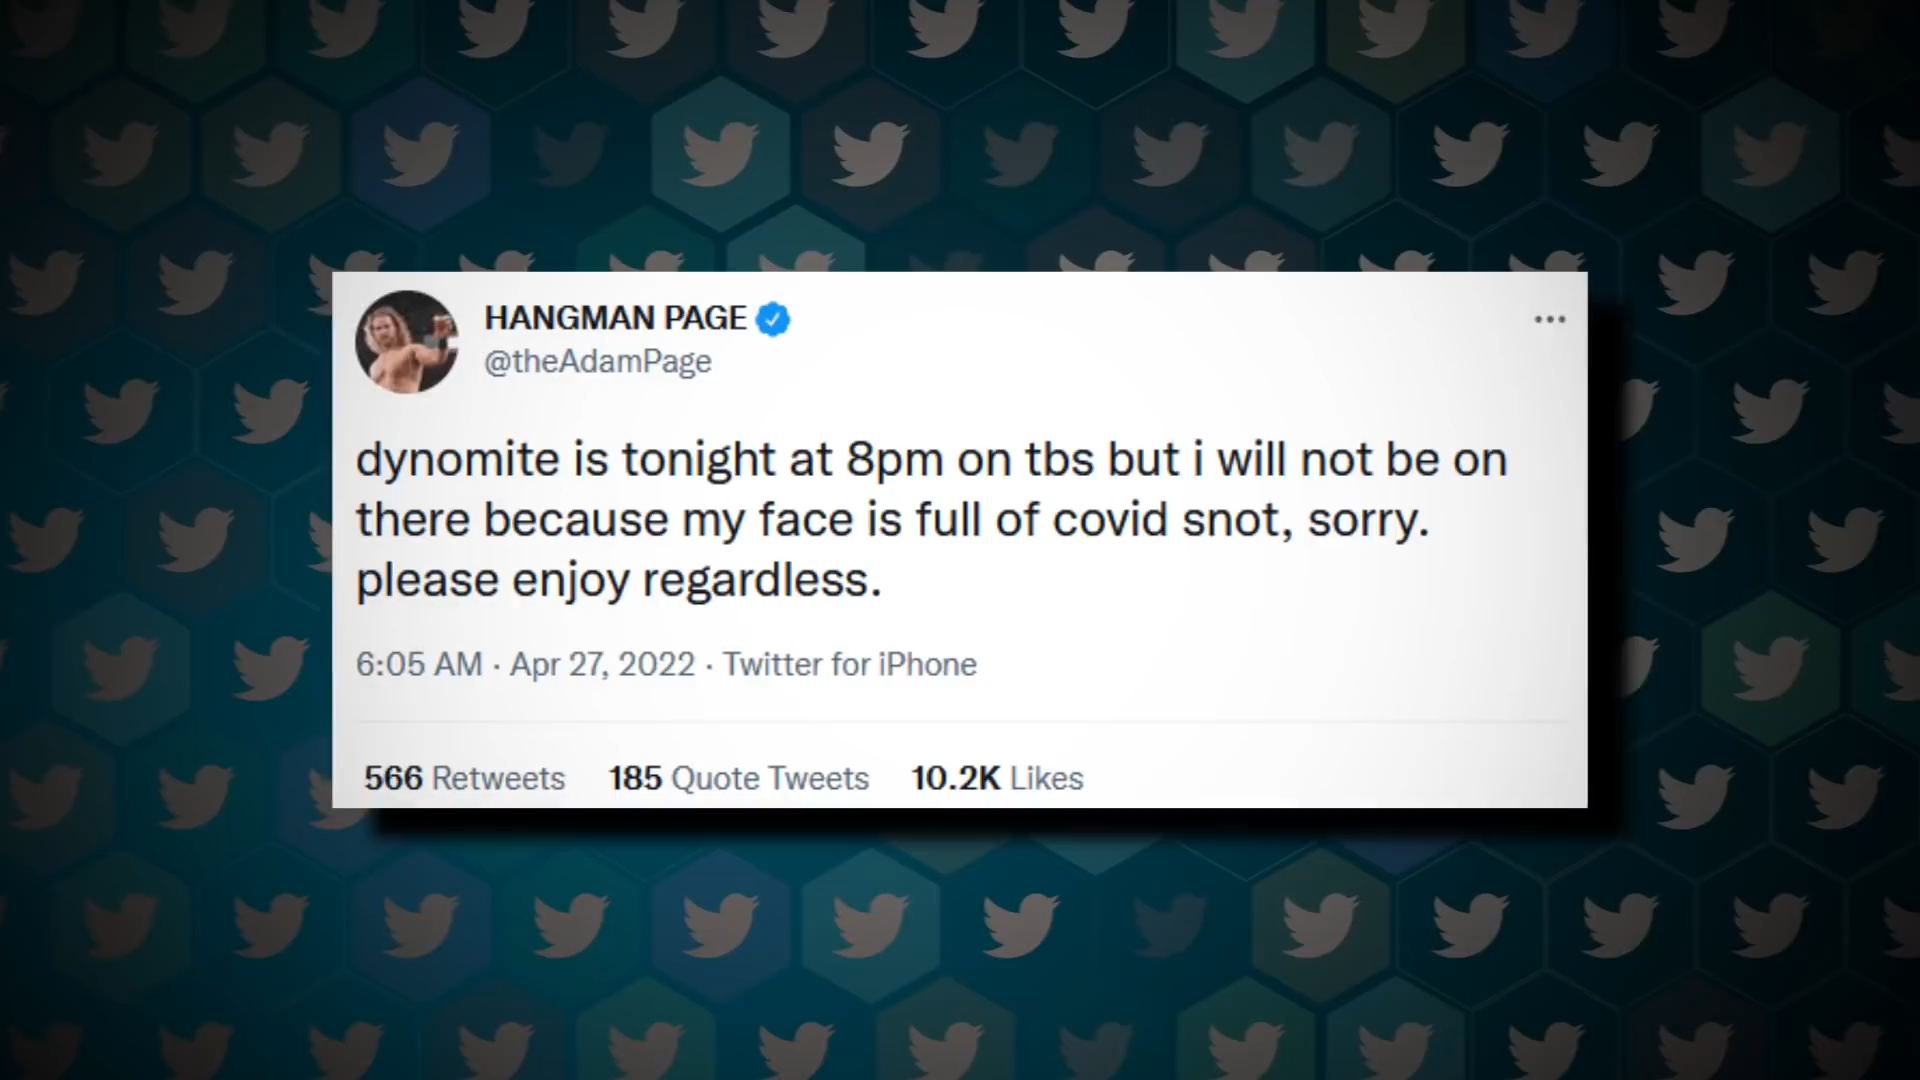 HANGMAN PAGE
@theAdamPage
dynomite is tonight at 8pm on tbs but i will not be on
there because my face is full of covid snot, sorry.
please enjoy regardless.
6:05 AM · Apr 27, 2022 · Twitter for iPhone
566 Retweets 185 Quote Tweets 10.2K Likes